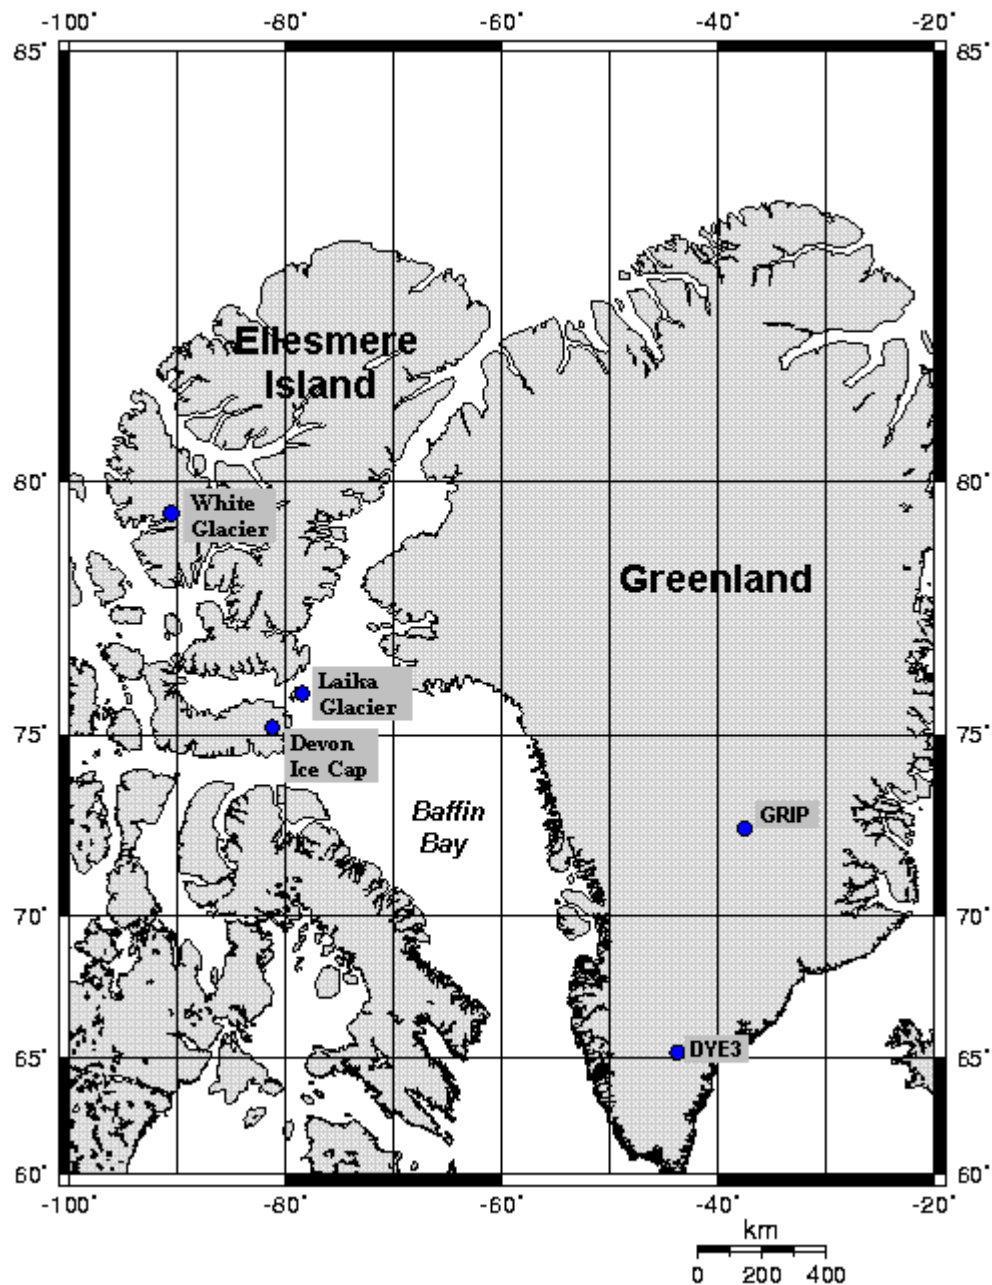 -100° -80° -60° -40° -20°
85° 85°
Ellesmere
Island
80° 80°
White
Glacier
Greenland
Laika
Glacier
75° 75°
Devon
Ice Cap
Baffin
Bay
GRIP
70° 70°
DYE3
65° 65°
60° 60°
-100° -80° -60° -40° -20°
km
0 200 400